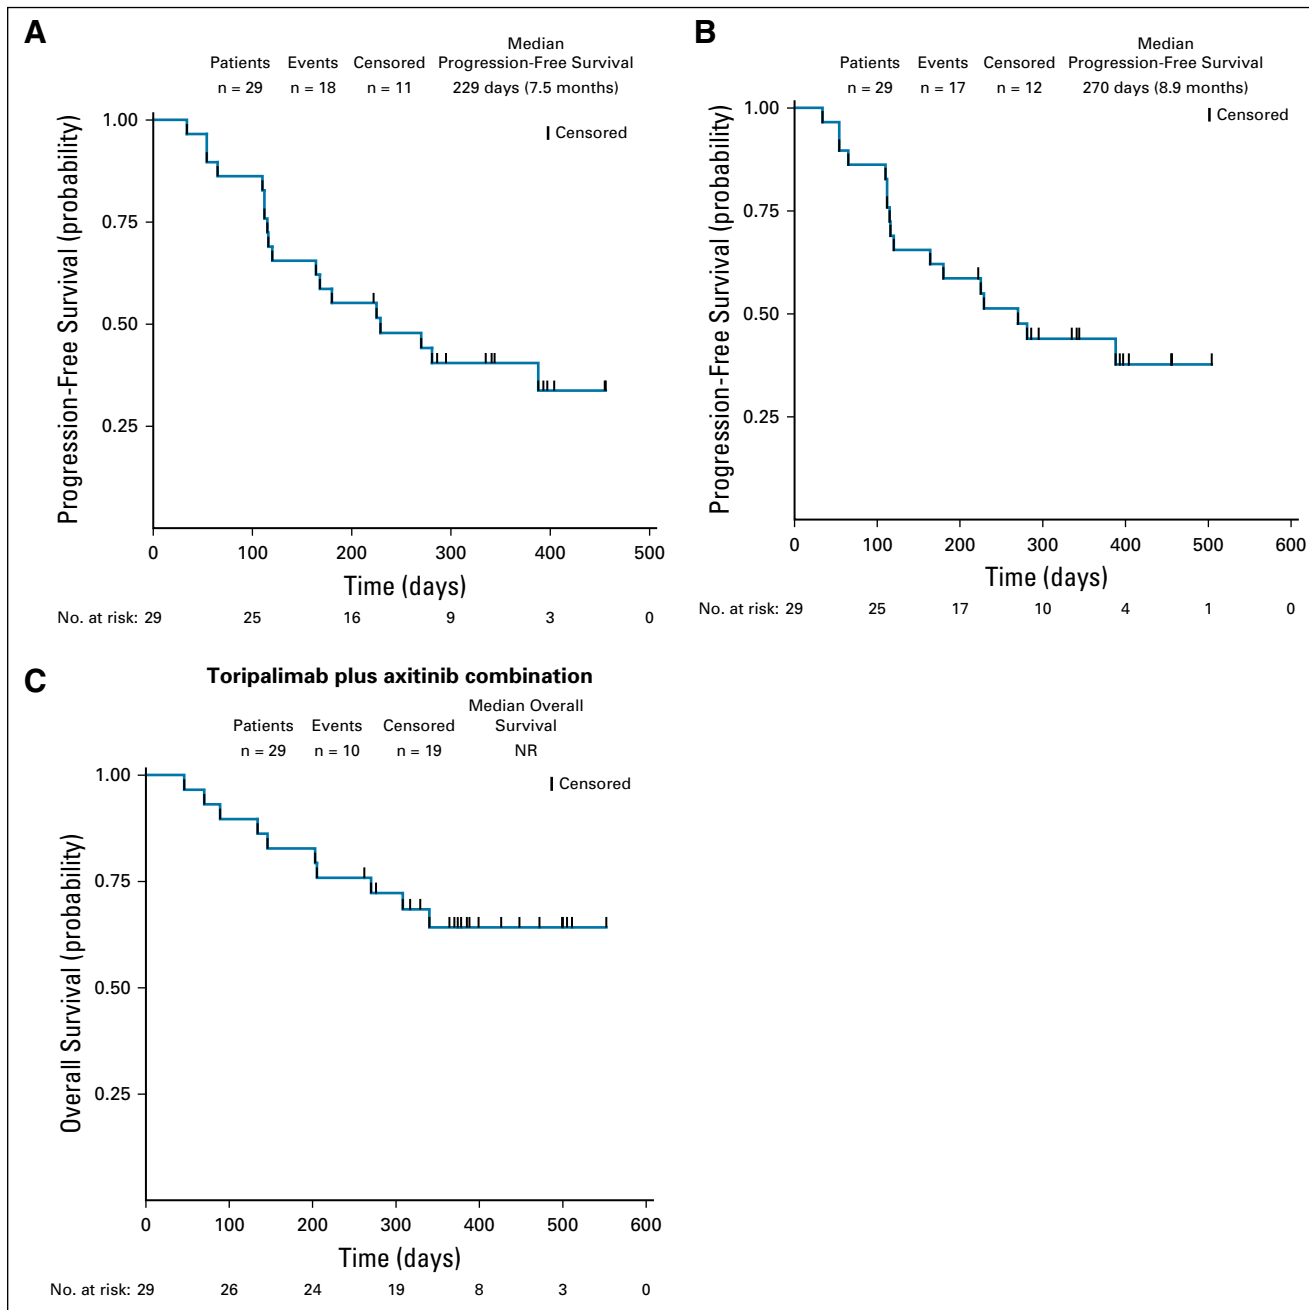 A
Median
Patients Events Censored Progression-Free Survival
n = 29 n = 18 n = 11 229 days (7.5 months)
Censored
Progression-Free Survival (probability)
1.00
0.75
0.50
0.25
0 100 200 300 400 500
Time (days)
No. at risk: 29 25 16 9 3 0
B
Median
Patients Events Censored Progression-Free Survival
n = 29 n = 17 n = 12 270 days (8.9 months)
Censored
Progression-Free Survival (probability)
1.00
0.75
0.50
0.25
0 100 200 300 400 500 600
Time (days)
No. at risk: 29 25 17 10 4 1 0
C
Toripalimab plus axitinib combination
Median Overall
Patients Events Censored Survival
n = 29 n = 10 n = 19 NR
Censored
Overall Survival (probability)
1.00
0.75
0.50
0.25
0 100 200 300 400 500 600
Time (days)
No. at risk: 29 26 24 19 8 3 0